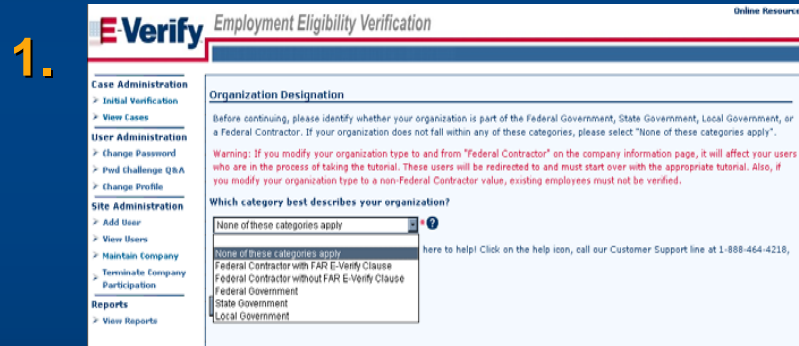 1.
E-Verify
Employment Eligibility Verification
Online Resource
Case Administration
Initial Verification
View Cases
User Administration
Change Password
Pwd Challenge Q&A
Change Profile
Site Administration
Add User
View Users
Maintain Company
Terminate Company
Participation
Reports
View Reports
Organization Designation
Before continuing, please identify whether your organization is part of the Federal Government, State Government, Local Government, or
a Federal Contractor. If your organization does not fall within any of these categories, please select "None of these categories apply".
Warning: If you modify your organization type to and from "Federal Contractor" on the company information page, it will affect your users
who are in the process of taking the tutorial. These users will be redirected to and must start over with the appropriate tutorial. Also, if
you modify your organization type to a non-Federal Contractor value, existing employees must not be verified.
Which category best describes your organization?
None of these categories apply * ?
None of these categories apply
here to help! Click on the help icon, call our Customer Support line at 1-888-464-4218,
Federal Contractor with FAR E-Verify Clause
Federal Contractor without FAR E-Verify Clause
Federal Government
State Government
Local Government